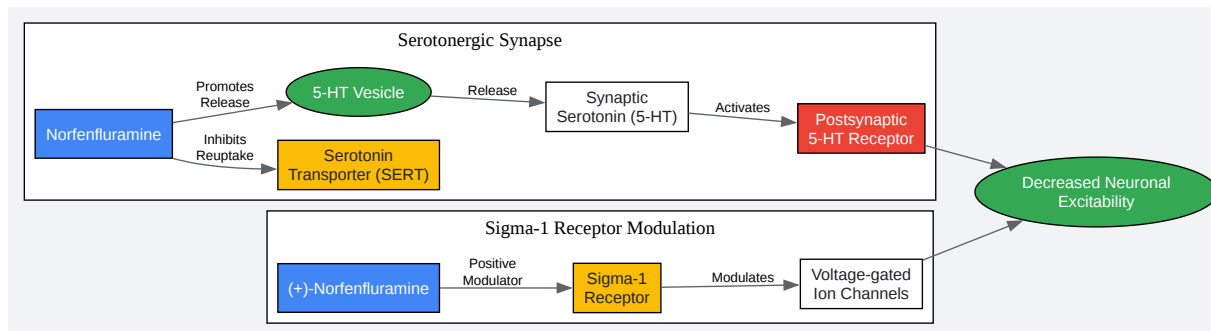 Serotonergic Synapse
Norfenfluramine
Promotes
Release
5-HT Vesicle
Release
Synaptic
Serotonin (5-HT)
Activates
Postsynaptic
5-HT Receptor
Inhibits
Reuptake
Serotonin
Transporter (SERT)
Decreased Neuronal
Excitability
Sigma-1 Receptor Modulation
(+)-Norfenfluramine
Positive
Modulator
Sigma-1
Receptor
Modulates
Voltage-gated
Ion Channels